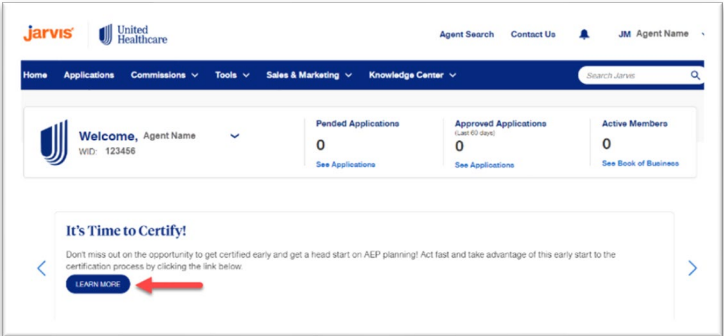 jarvis
United
Healthcare
Agent Search Contact Us JM Agent Name
Home Applications Commissions Tools Sales & Marketing Knowledge Center Search Jarvis
Welcome, Agent Name
WID: 123456
Pended Applications
0
See Applications
Approved Applications
(Last 60 days)
0
See Applications
Active Members
0
See Book of Business
It's Time to Certify!
Don't miss out on the opportunity to get certified early and get a head start on AEP planning! Act fast and take advantage of this early start to the
certification process by clicking the link below.
LEARN MORE